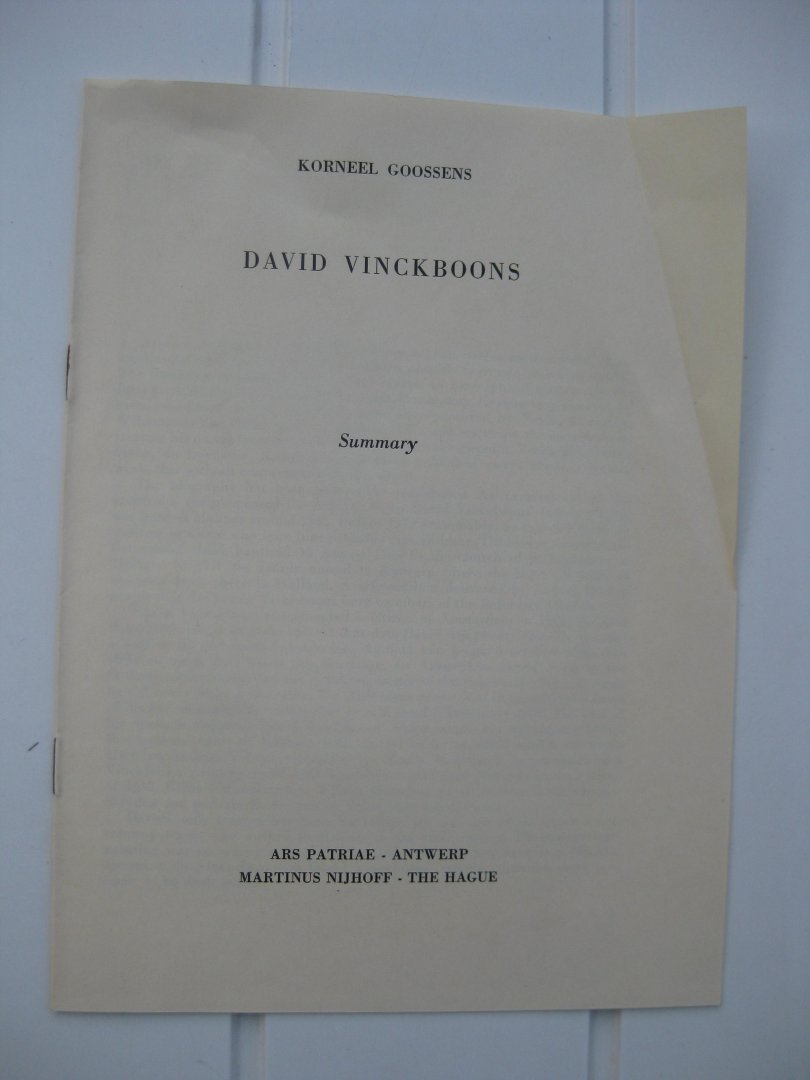 KORNEEL GOOSSENS
DAVID VINCKBOONS
Summary
ARS PATRIAE - ANTWERP
MARTINUS NIJHOFF - THE HAGUE